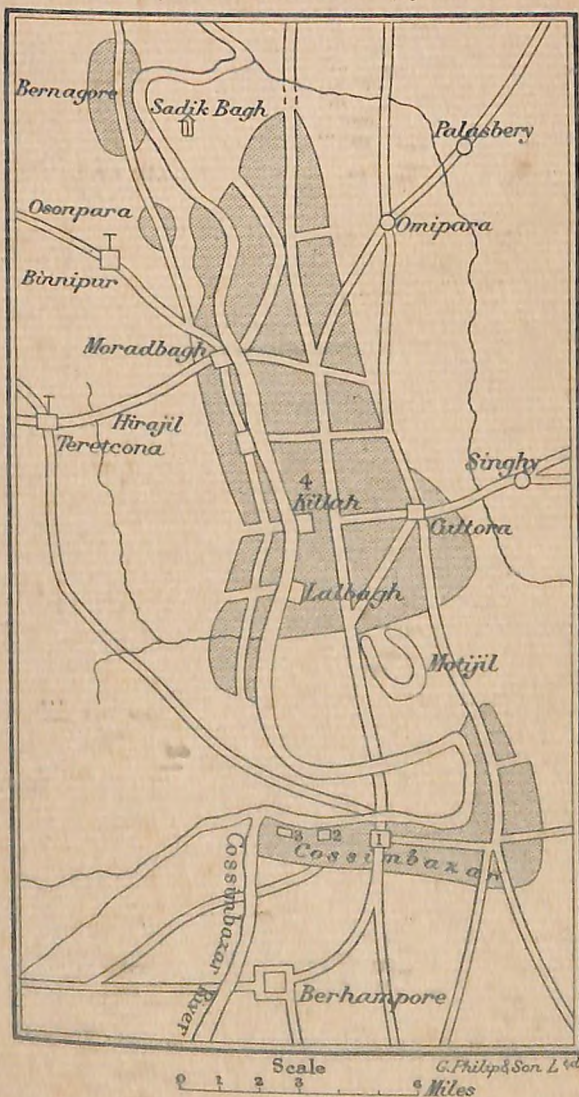 Bernagore
Sadik Bagh
Palasbery
Osonpara
Omipara
Binnipur
Moradbagh
Hirajil
Teretcona
Singhy
4
Killah
Cuttora
Lalbagh
Motijil
3 2 1
Cossimbazar
Cossimbazar River
Berhampore
Scale
G. Philip & Son Ltd
0 1 2 3 6 Miles